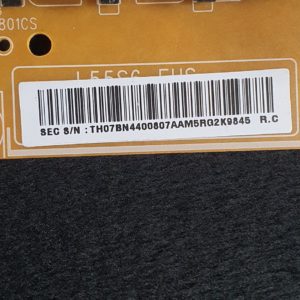 801CS
L55S6_FHS
SEC S/N : TH07BN4400807AAM5RG2K9845 R.C